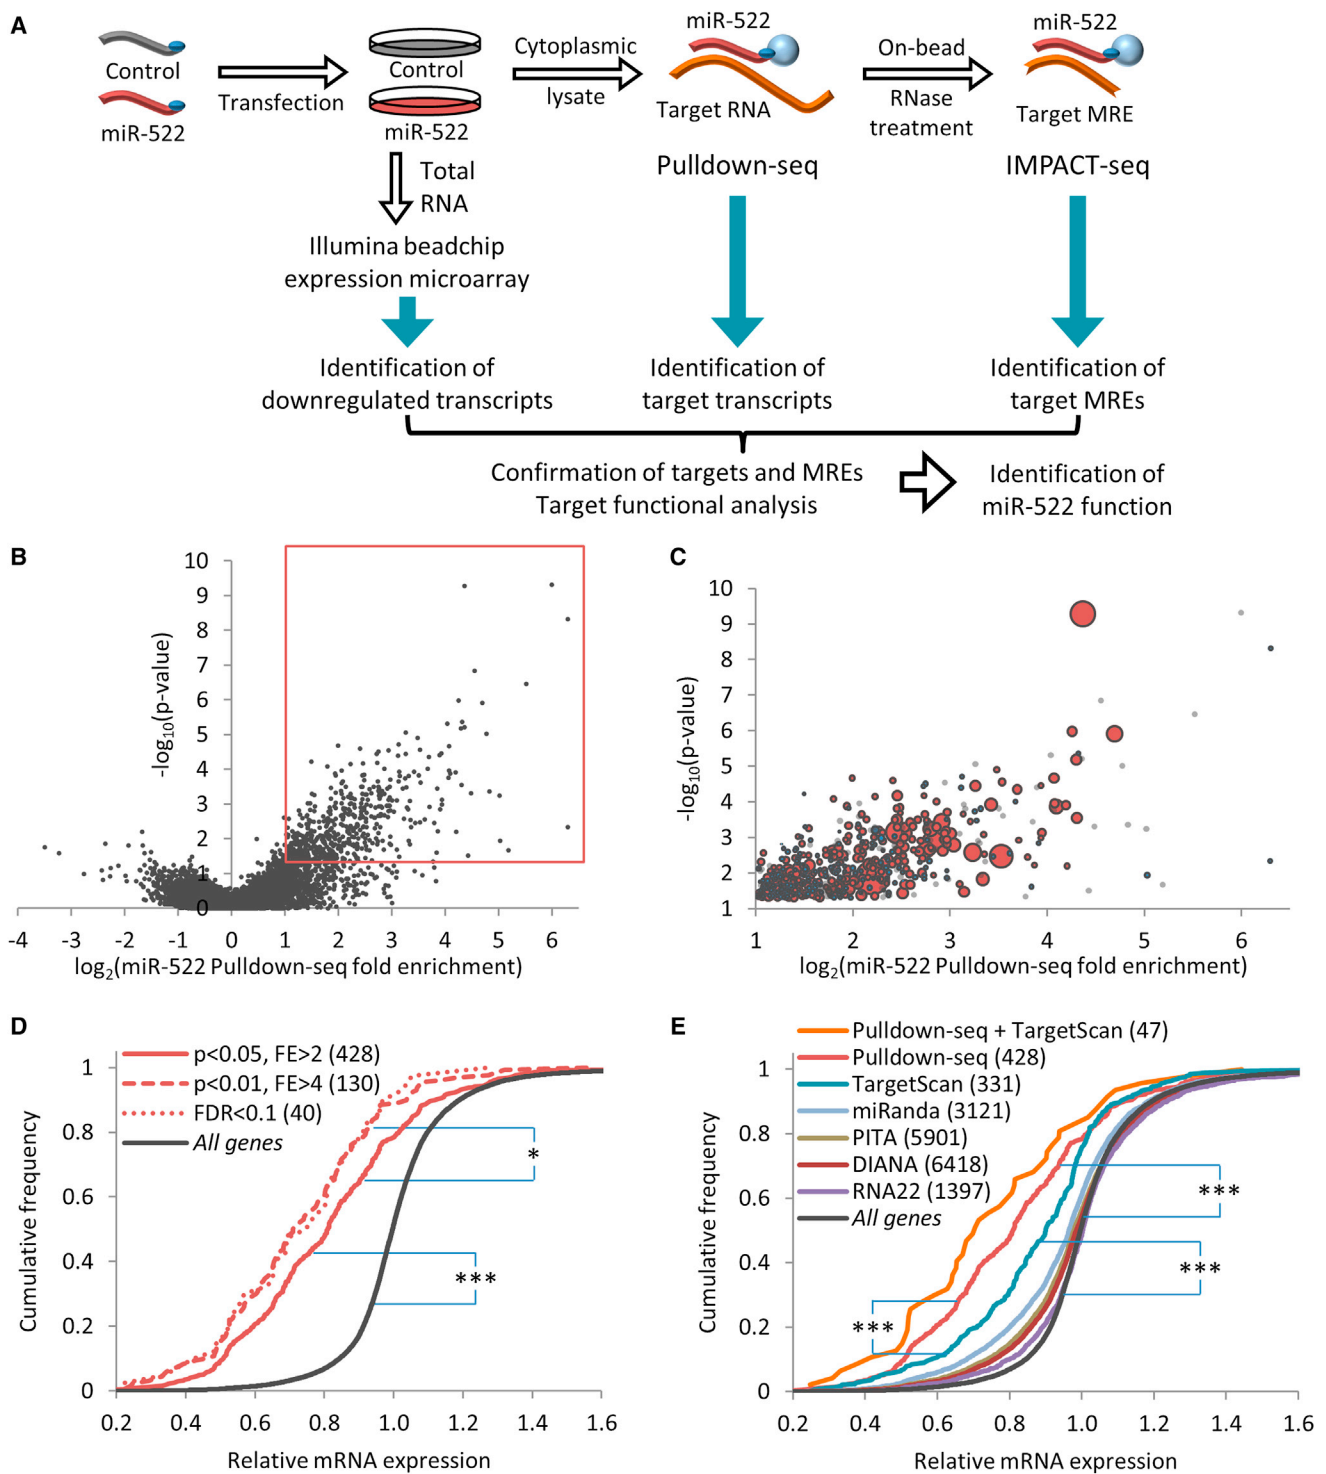 A
Control
miR-522
Transfection
Control
miR-522
Cytoplasmic
lysate
miR-522
Target RNA
On-bead
RNase
treatment
miR-522
Target MRE
Pulldown-seq
IMPACT-seq
Total
RNA
Illumina beadchip
expression microarray
Identification of
downregulated transcripts
Identification of
target transcripts
Identification of
target MREs
Confirmation of targets and MREs
Target functional analysis
Identification of
miR-522 function
B
10
9
8
7
6
5
4
3
2
1
0
-log10(p-value)
-4 -3 -2 -1 0 1 2 3 4 5 6
log2(miR-522 Pulldown-seq fold enrichment)
C
10
9
8
7
6
5
4
3
2
1
-log10(p-value)
1 2 3 4 5 6
log2(miR-522 Pulldown-seq fold enrichment)
D
p<0.05, FE>2 (428)
p<0.01, FE>4 (130)
FDR<0.1 (40)
All genes
*
***
1
0.8
0.6
0.4
0.2
0
Cumulative frequency
0.2 0.4 0.6 0.8 1.0 1.2 1.4 1.6
Relative mRNA expression
E
Pulldown-seq + TargetScan (47)
Pulldown-seq (428)
TargetScan (331)
miRanda (3121)
PITA (5901)
DIANA (6418)
RNA22 (1397)
All genes
***
***
***
1
0.8
0.6
0.4
0.2
0
Cumulative frequency
0.2 0.4 0.6 0.8 1.0 1.2 1.4 1.6
Relative mRNA expression